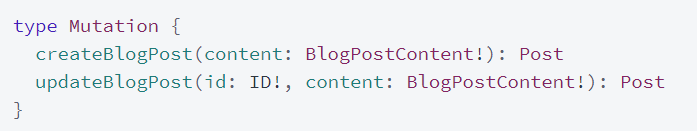 type Mutation {
  createBlogPost(content: BlogPostContent!): Post
  updateBlogPost(id: ID!, content: BlogPostContent!): Post
}